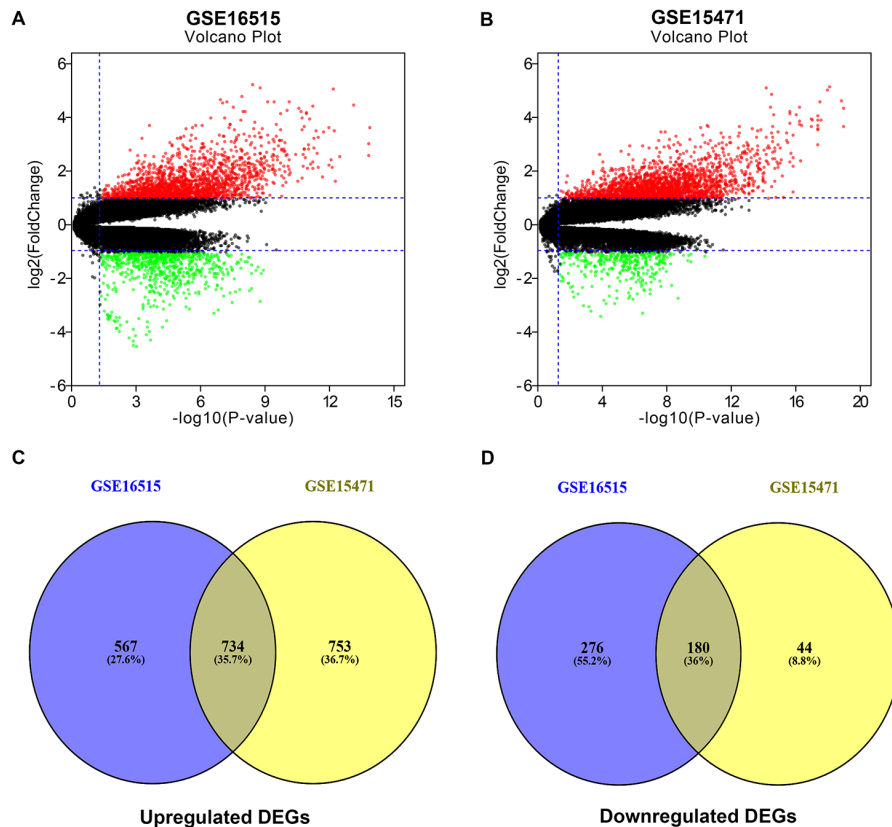 A
GSE16515
Volcano Plot
log2(FoldChange)
6
4
2
0
-2
-4
-6
0
3
6
9
12
15
-log10(P-value)
B
GSE15471
Volcano Plot
log2(FoldChange)
6
4
2
0
-2
-4
-6
0
4
8
12
16
20
-log10(P-value)
C
GSE16515
GSE15471
567
(27.6%)
734
(35.7%)
753
(36.7%)
Upregulated DEGs
D
GSE16515
GSE15471
276
(55.2%)
180
(36%)
44
(8.8%)
Downregulated DEGs